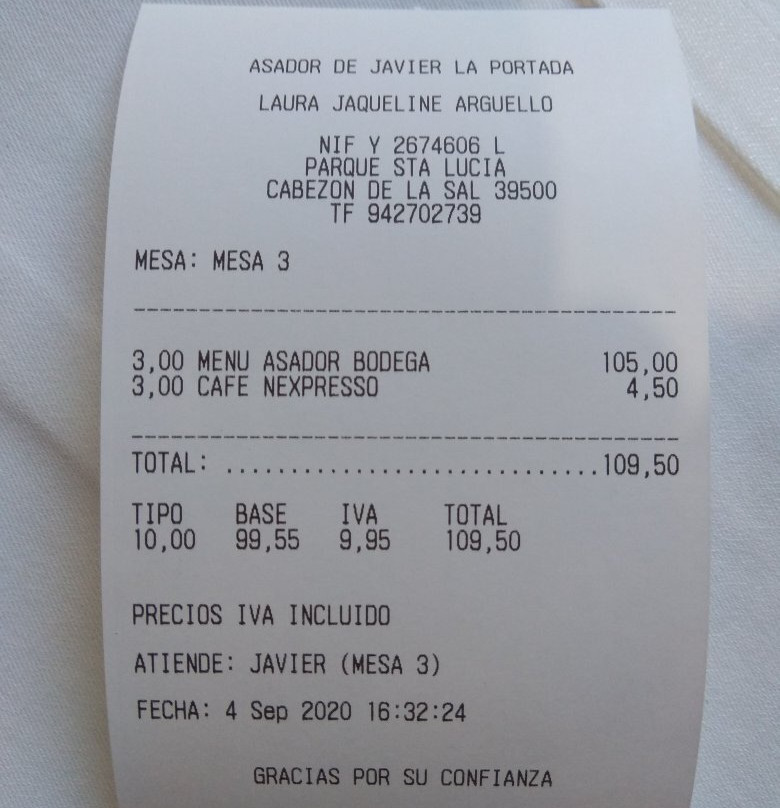 ASADOR DE JAVIER LA PORTADA
LAURA JAQUELINE ARGUELLO
NIF Y 2674606 L
PARQUE STA LUCIA
CABEZON DE LA SAL 39500
TF 942702739
MESA: MESA 3
------------------------------------------
3,00 MENU ASADOR BODEGA 105,00
3,00 CAFE NEXPRESSO 4,50
------------------------------------------
TOTAL: .............................109,50
TIPO BASE IVA TOTAL
10,00 99,55 9,95 109,50
PRECIOS IVA INCLUIDO
ATIENDE: JAVIER (MESA 3)
FECHA: 4 Sep 2020 16:32:24
GRACIAS POR SU CONFIANZA